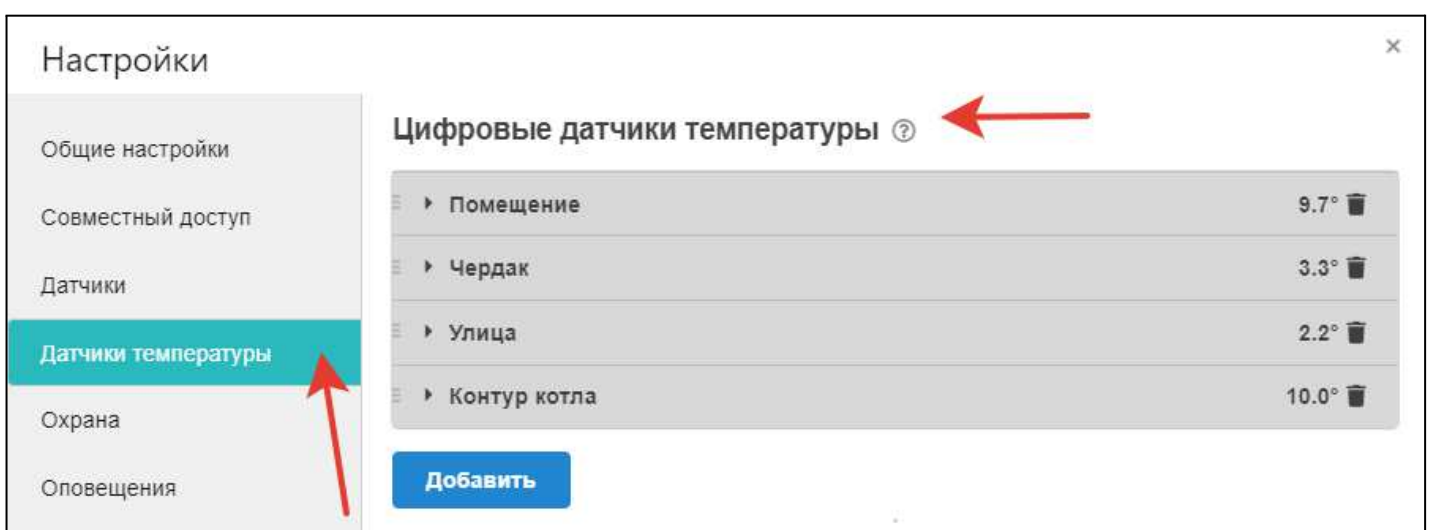 Настройки
×
Общие настройки
Совместный доступ
Датчики
Датчики температуры
Охрана
Оповещения
Цифровые датчики температуры ?
Помещение 9.7°
Чердак 3.3°
Улица 2.2°
Контур котла 10.0°
Добавить